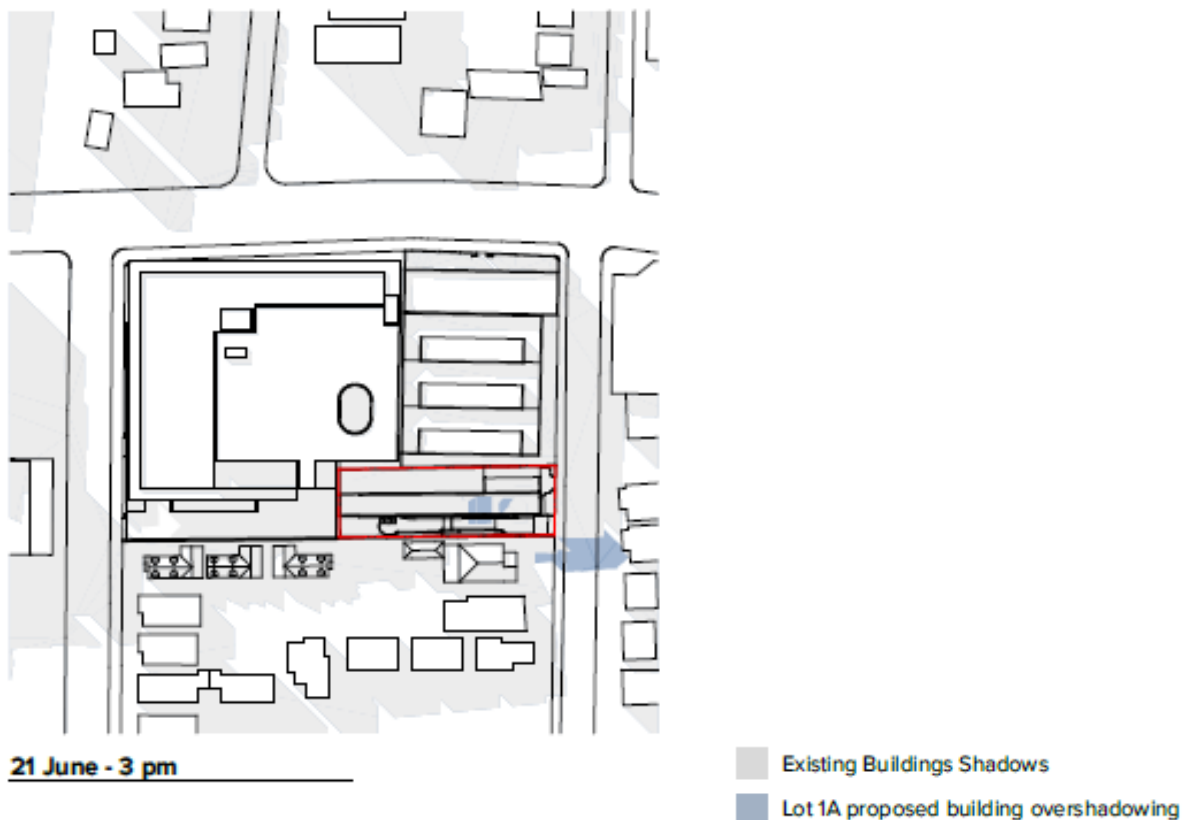 21 June - 3 pm
Existing Buildings Shadows
Lot 1A proposed building overshadowing